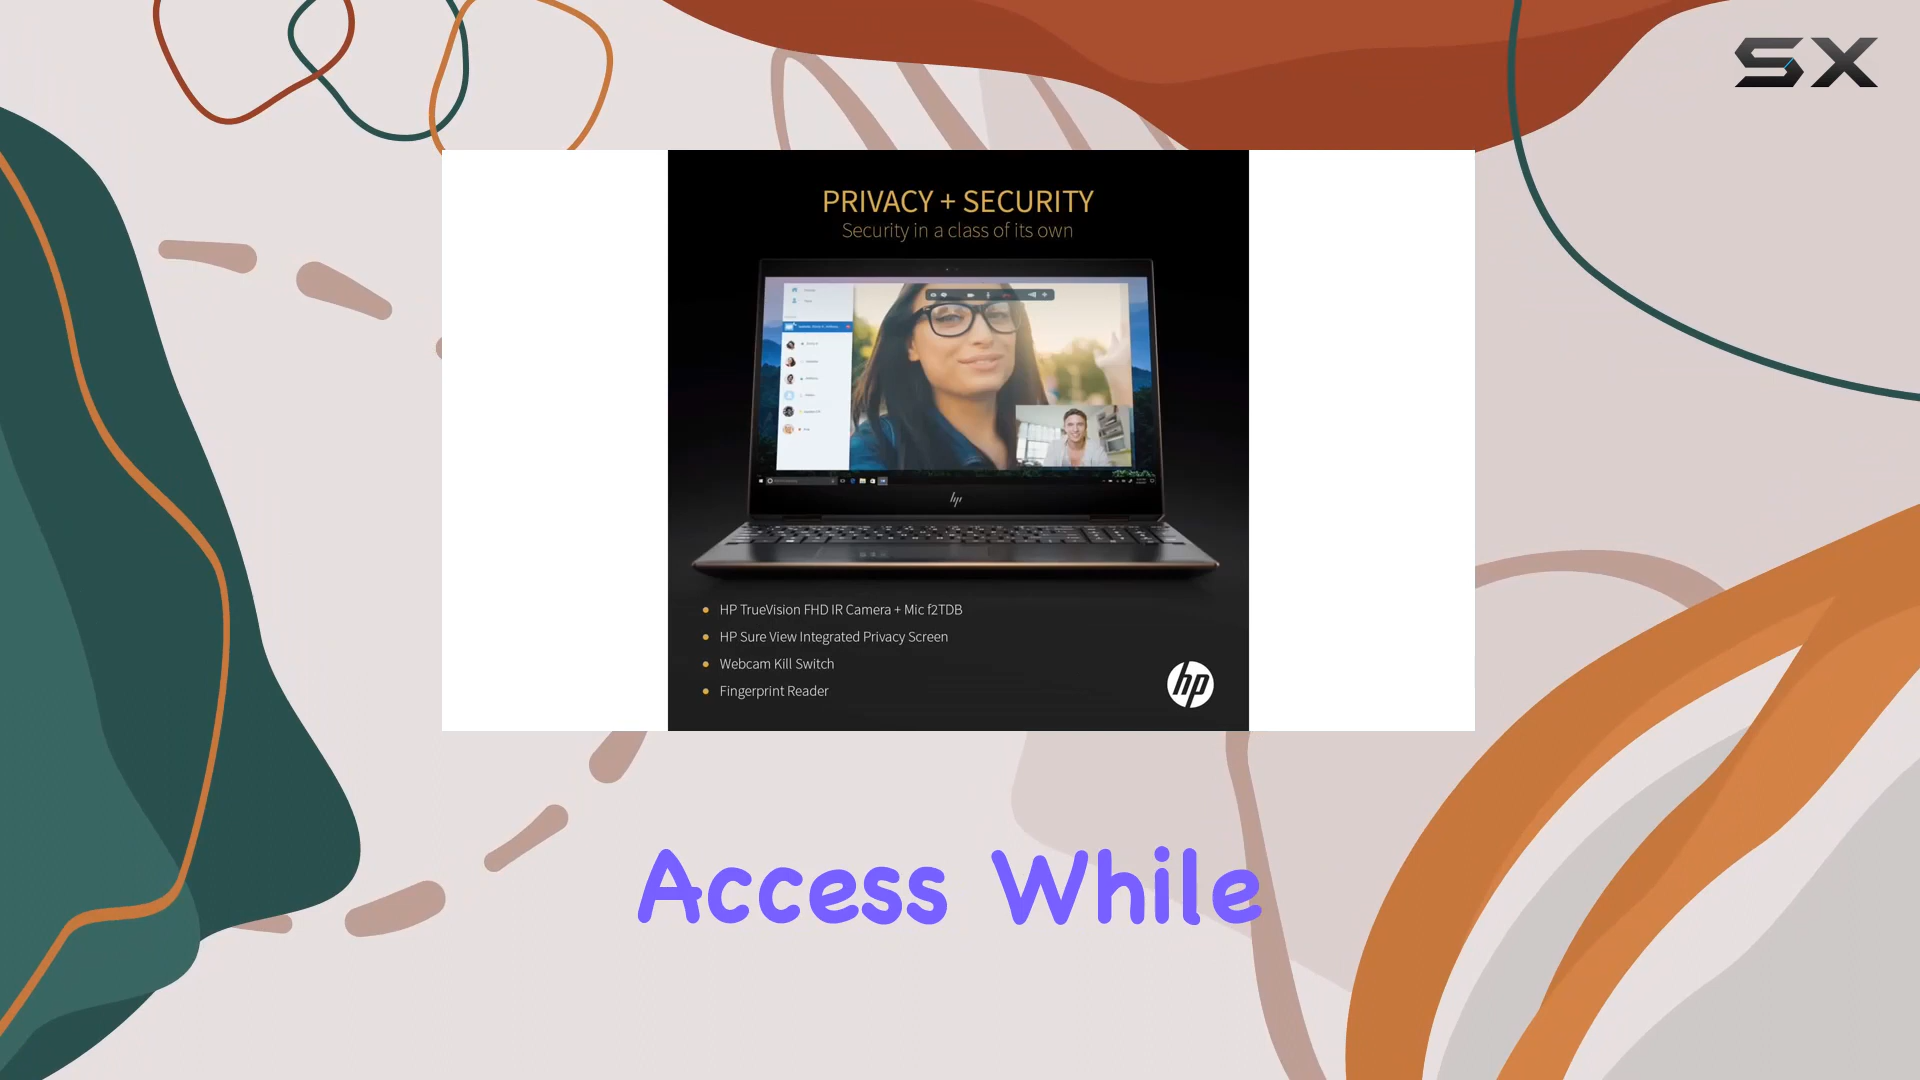 SX
PRIVACY + SECURITY
Security in a class of its own
hp
HP TrueVision FHD IR Camera + Mic f2TDB
HP Sure View Integrated Privacy Screen
Webcam Kill Switch
Fingerprint Reader
hp
Access While